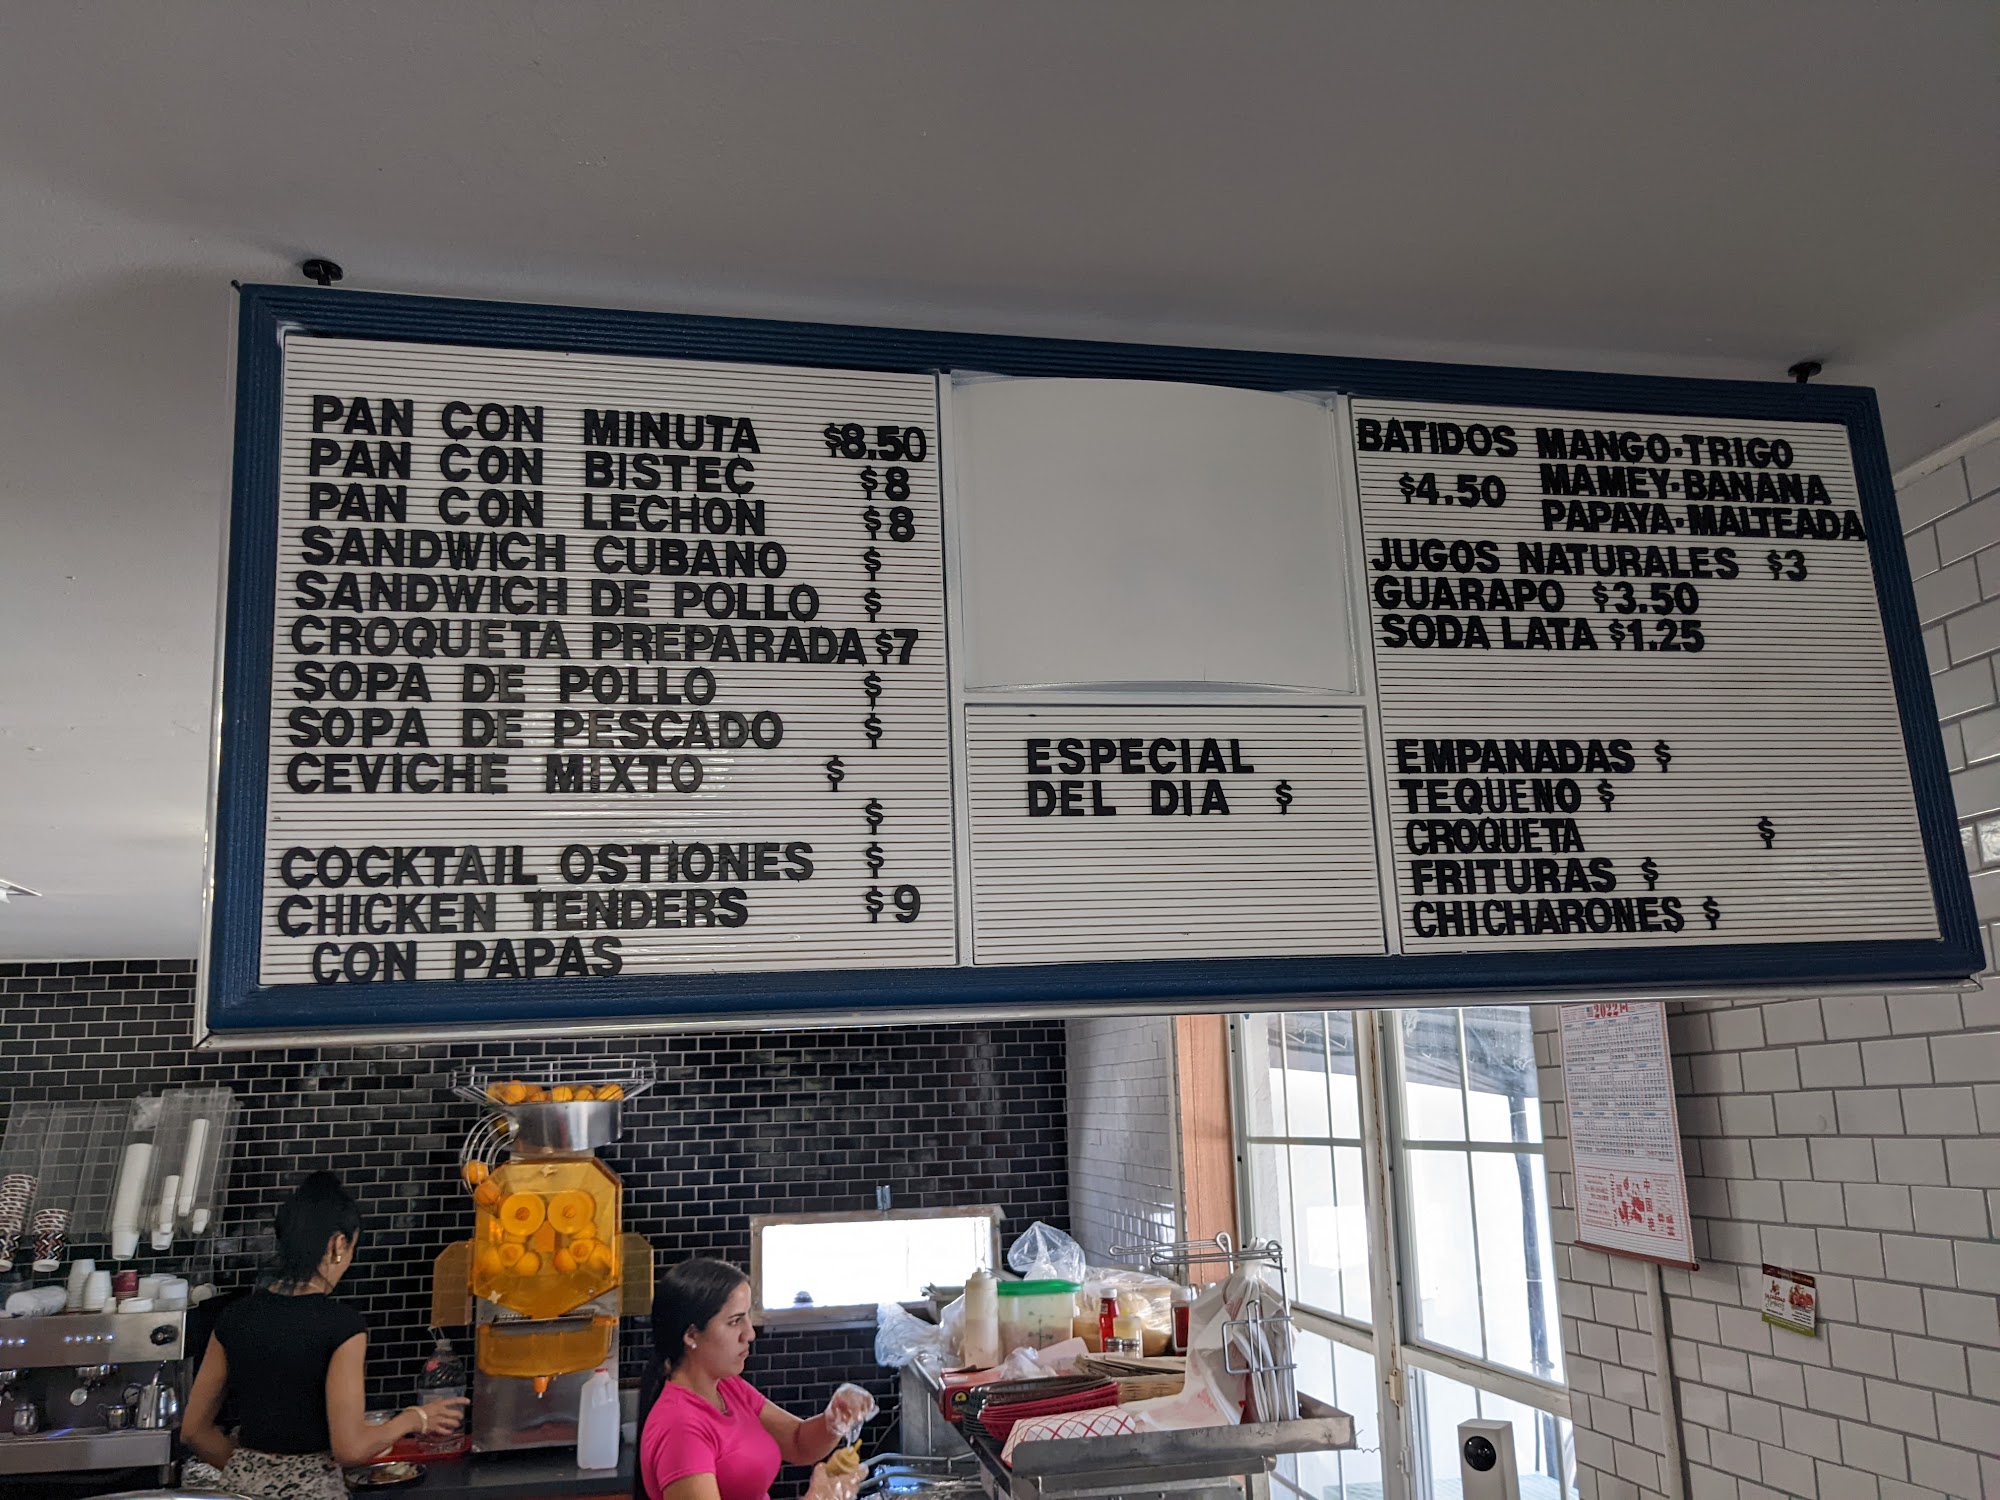 PAN CON MINUTA $8.50
PAN CON BISTEC $8
PAN CON LECHON $8
SANDWICH CUBANO $
SANDWICH DE POLLO $
CROQUETA PREPARADA $7
SOPA DE POLLO $
SOPA DE PESCADO $
CEVICHE MIXTO $
$
COCKTAIL OSTIONES $
CHICKEN TENDERS $9
CON PAPAS
ESPECIAL
DEL DIA $
BATIDOS MANGO·TRIGO
$4.50 MAMEY·BANANA
PAPAYA·MALTEADA
JUGOS NATURALES $3
GUARAPO $3.50
SODA LATA $1.25
EMPANADAS $
TEQUENO $
CROQUETA $
FRITURAS $
CHICHARONES $
2022